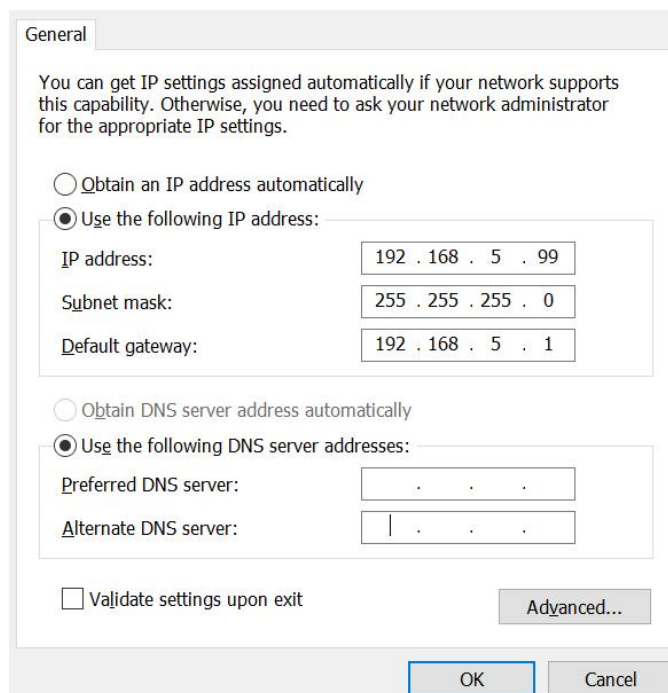 General
You can get IP settings assigned automatically if your network supports
this capability. Otherwise, you need to ask your network administrator
for the appropriate IP settings.
Obtain an IP address automatically
Use the following IP address:
IP address: 192 . 168 . 5 . 99
Subnet mask: 255 . 255 . 255 . 0
Default gateway: 192 . 168 . 5 . 1
Obtain DNS server address automatically
Use the following DNS server addresses:
Preferred DNS server: . . .
Alternate DNS server: . . .
Validate settings upon exit
Advanced...
OK Cancel